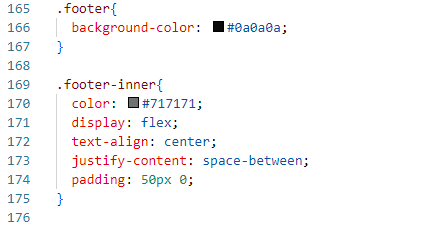 165 .footer{
166 background-color: #0a0a0a;
167 }
168
169 .footer-inner{
170 color: #717171;
171 display: flex;
172 text-align: center;
173 justify-content: space-between;
174 padding: 50px 0;
175 }
176